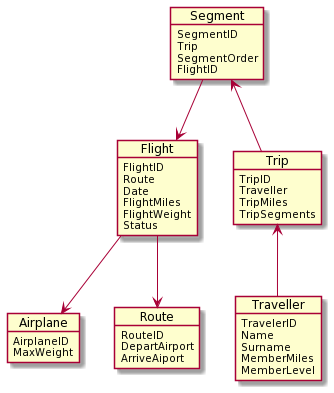 Segment
SegmentID
Trip
SegmentOrder
FlightID
Flight
FlightID
Route
Date
FlightMiles
FlightWeight
Status
Trip
TripID
Traveller
TripMiles
TripSegments
Airplane
AirplaneID
MaxWeight
Route
RouteID
DepartAirport
ArriveAiport
Traveller
TravelerID
Name
Surname
MemberMiles
MemberLevel